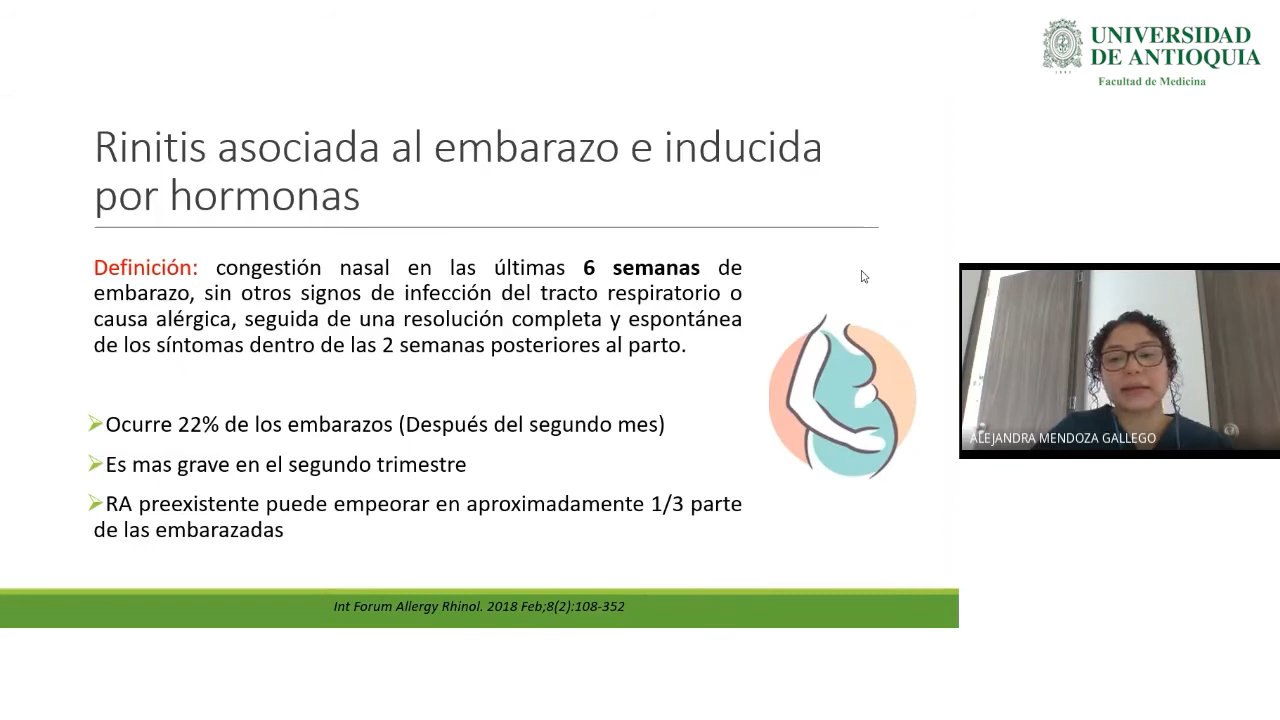 UNIVERSIDAD
DE ANTIOQUIA
1803
Facultad de Medicina
Rinitis asociada al embarazo e inducida
por hormonas
Definición: congestión nasal en las últimas 6 semanas de
embarazo, sin otros signos de infección del tracto respiratorio o
causa alérgica, seguida de una resolución completa y espontánea
de los síntomas dentro de las 2 semanas posteriores al parto.
Ocurre 22% de los embarazos (Después del segundo mes)
Es mas grave en el segundo trimestre
RA preexistente puede empeorar en aproximadamente 1/3 parte
de las embarazadas
ALEJANDRA MENDOZA GALLEGO
Int Forum Allergy Rhinol. 2018 Feb;8(2):108-352